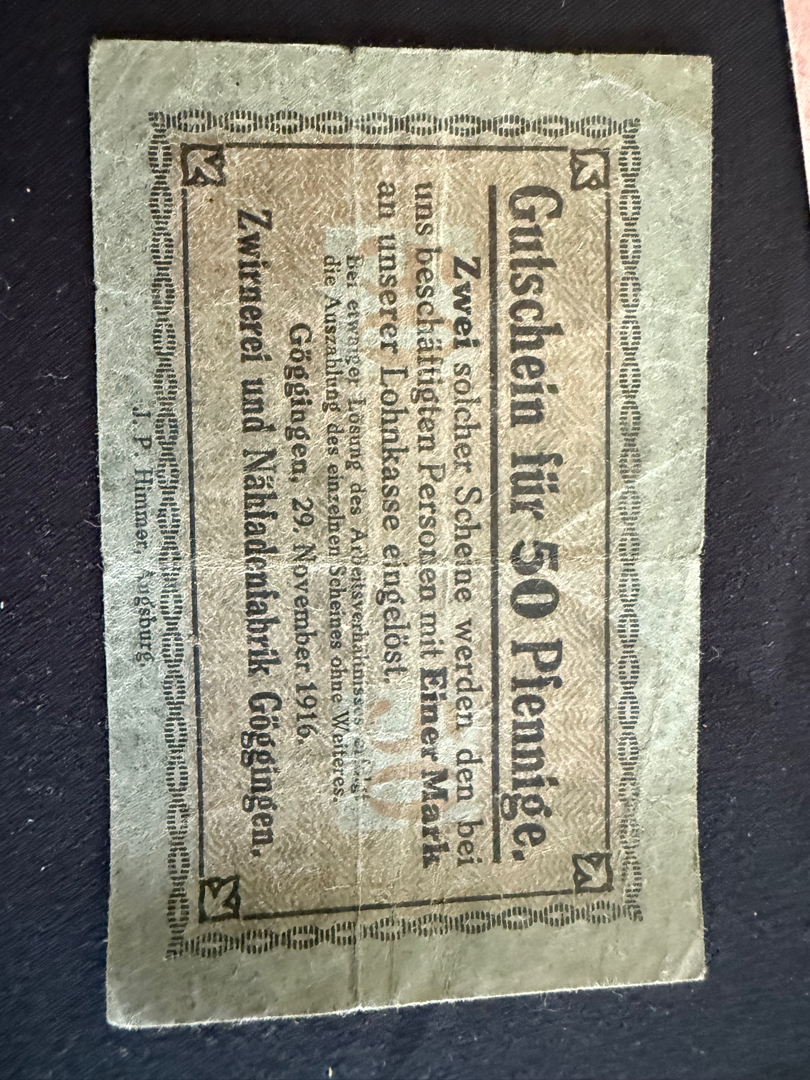 Gutschein für 50 Pfennige.
Zwei solcher Scheine werden den bei
uns beschäftigten Personen mit Einer Mark
an unserer Lohnkasse eingelöst.
Bei etwaiger Lösung des Arbeitsverhältnisses erfolgt
die Auszahlung des einzelnen Scheines ohne Weiteres.
Göggingen, 29. November 1916.
Zwirnerei und Nähfadenfabrik Göggingen.
J. P. Himmer, Augsburg.